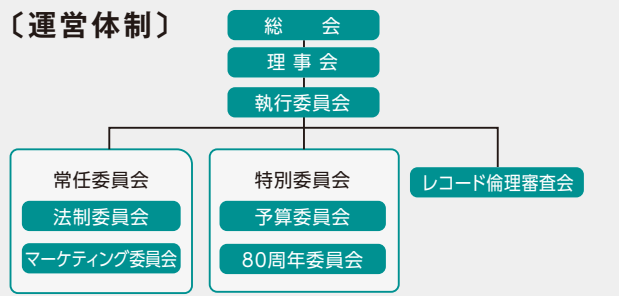 〔運営体制〕
総　会
理事会
執行委員会
常任委員会
法制委員会
マーケティング委員会
特別委員会
予算委員会
80周年委員会
レコード倫理審査会